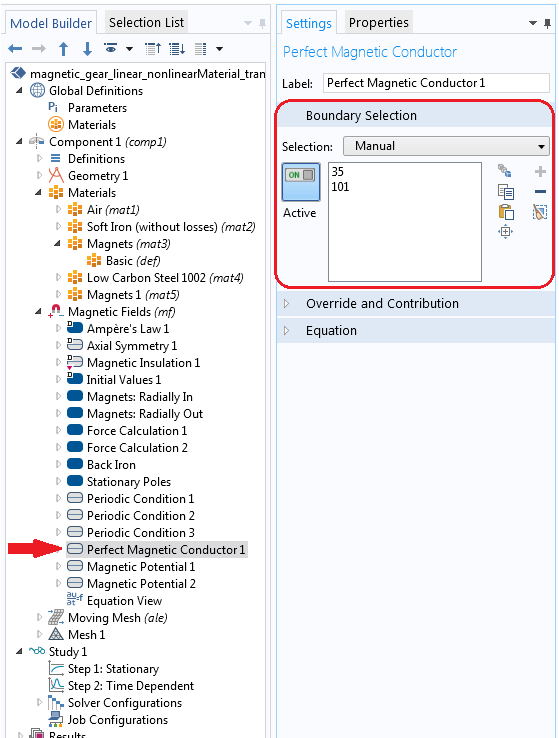 Model Builder
Selection List
magnetic_gear_linear_nonlinearMaterial_tran
Global Definitions
Pi Parameters
Materials
Component 1 (comp1)
Definitions
Geometry 1
Materials
Air (mat1)
Soft Iron (without losses) (mat2)
Magnets (mat3)
Basic (def)
Low Carbon Steel 1002 (mat4)
Magnets 1 (mat5)
Magnetic Fields (mf)
D Ampère's Law 1
D Axial Symmetry 1
D Magnetic Insulation 1
D Initial Values 1
Magnets: Radially In
Magnets: Radially Out
Force Calculation 1
Force Calculation 2
Back Iron
Stationary Poles
Periodic Condition 1
Periodic Condition 2
Periodic Condition 3
Perfect Magnetic Conductor 1
Magnetic Potential 1
Magnetic Potential 2
Equation View
Moving Mesh (ale)
Mesh 1
Study 1
Step 1: Stationary
Step 2: Time Dependent
Solver Configurations
Job Configurations
Results
Settings
Properties
Perfect Magnetic Conductor
Label: Perfect Magnetic Conductor 1
Boundary Selection
Selection: Manual
ON
Active
35
101
Override and Contribution
Equation